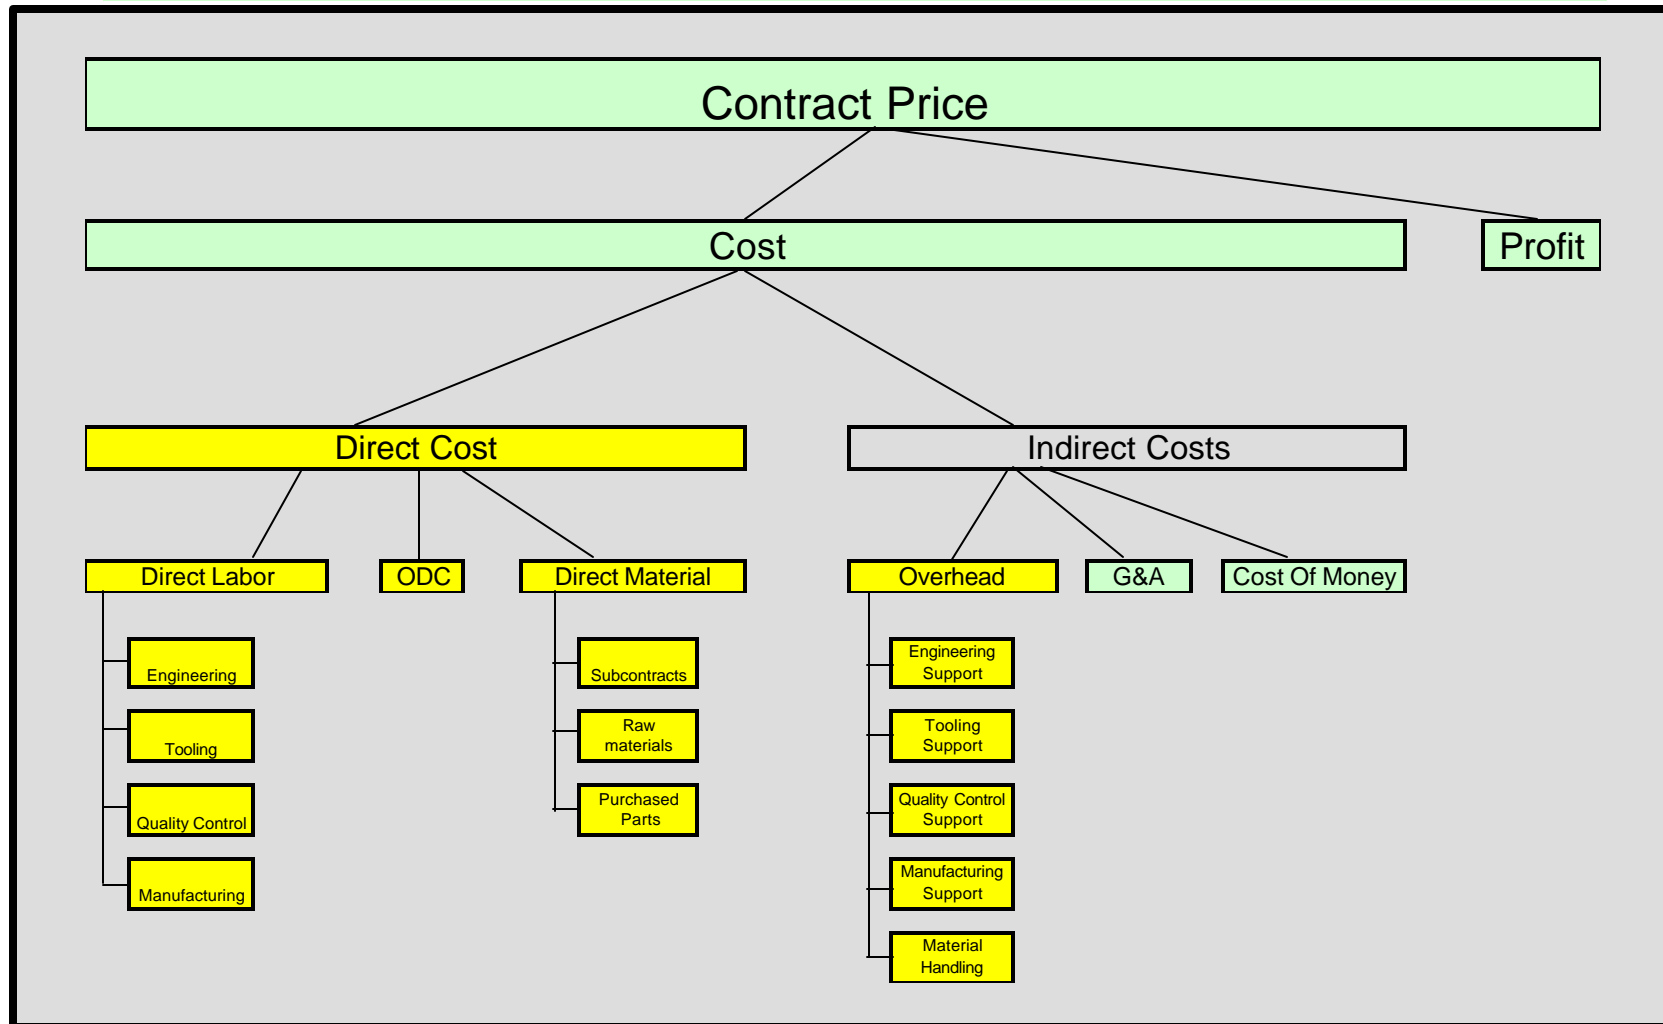 Contract Price
Cost
Profit
Direct Cost
Indirect Costs
Direct Labor
ODC
Direct Material
Overhead
G&A
Cost Of Money
Engineering
Tooling
Quality Control
Manufacturing
Subcontracts
Raw
materials
Purchased
Parts
Engineering
Support
Tooling
Support
Quality Control
Support
Manufacturing
Support
Material
Handling